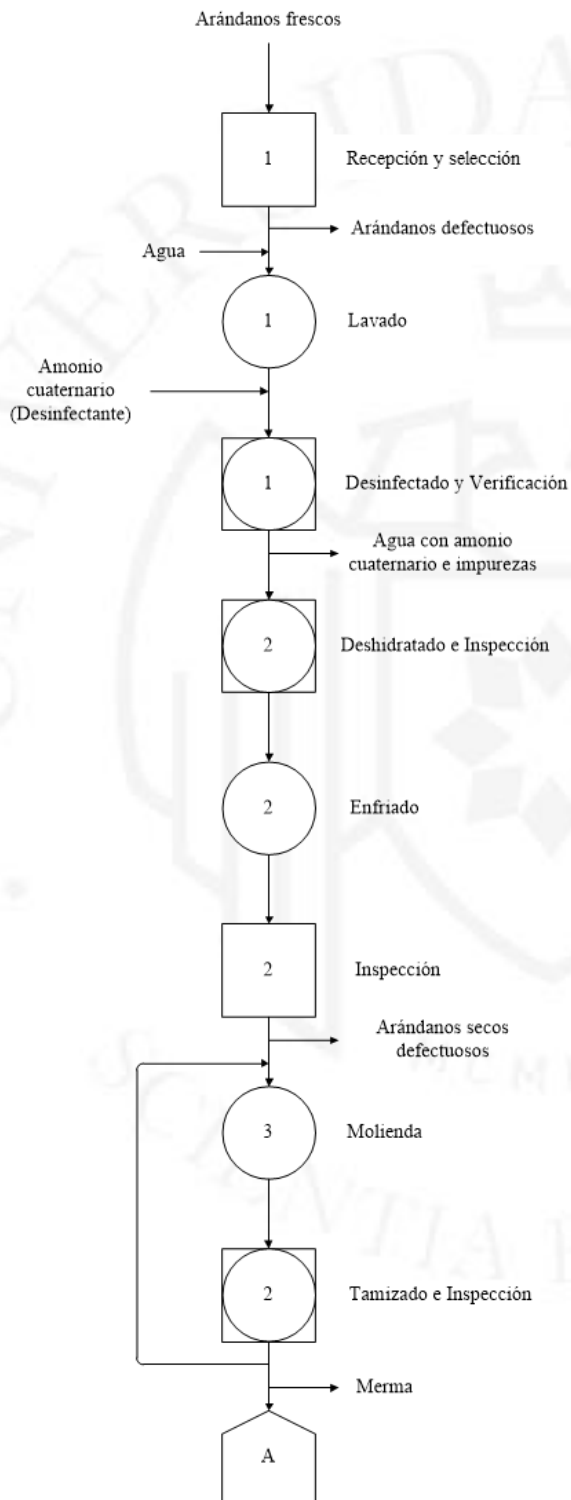 Arándanos frescos
1
Recepción y selección
Arándanos defectuosos
Agua
1
Lavado
Amonio
cuaternario
(Desinfectante)
1
Desinfectado y Verificación
Agua con amonio
cuaternario e impurezas
2
Deshidratado e Inspección
2
Enfriado
2
Inspección
Arándanos secos
defectuosos
3
Molienda
2
Tamizado e Inspección
Merma
A